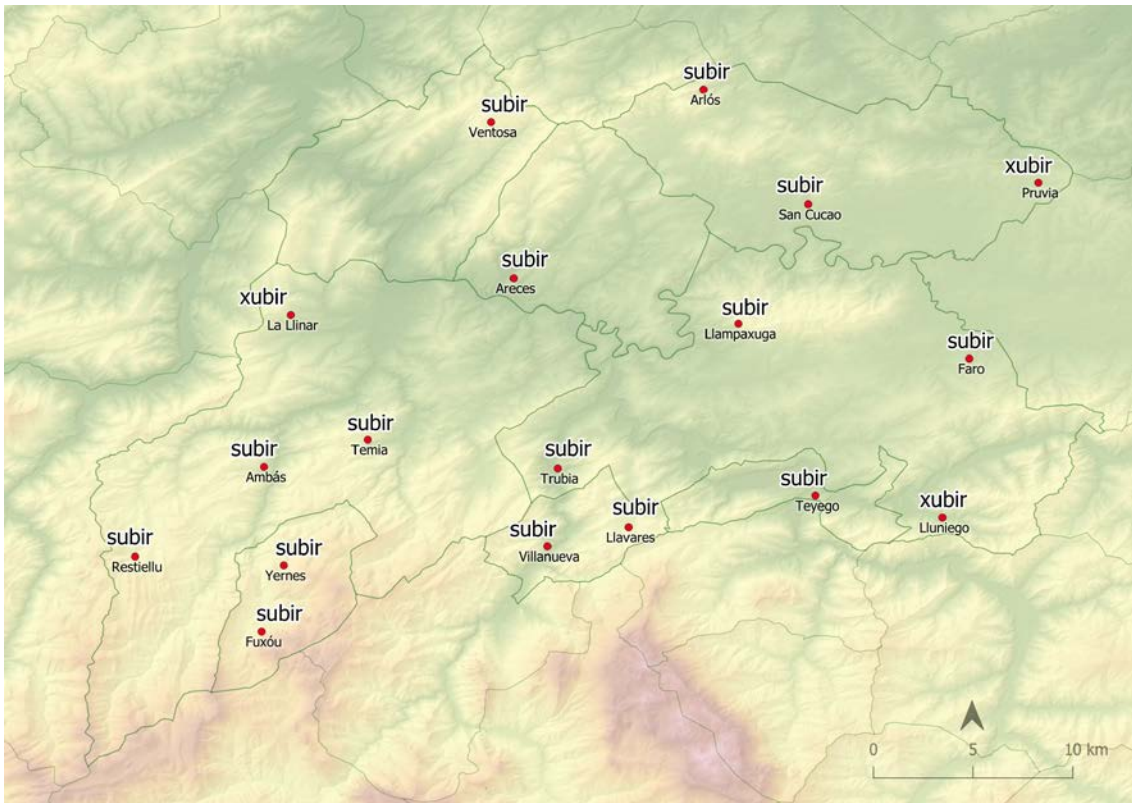 subir
Arlós
subir
Ventosa
xubir
Pruvia
subir
San Cucao
subir
Areces
xubir
La Llinar
subir
Llampaxuga
subir
Faro
subir
Temia
subir
Ambás
subir
Trubia
subir
Teyego
xubir
Lluniego
subir
Llavares
subir
Villanueva
subir
Restiellu
subir
Yernes
subir
Fuxóu
0 5 10 km